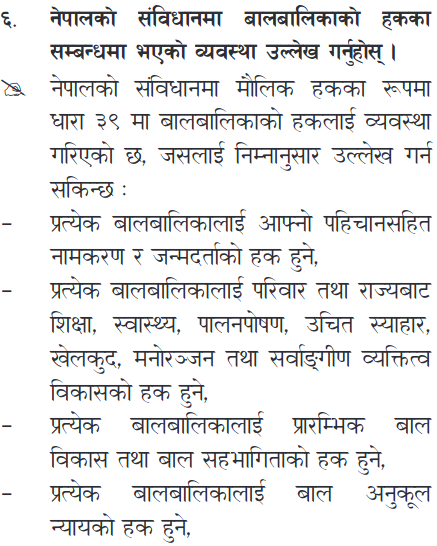 ६. नेपालको संविधानमा बालबालिकाको हकका
सम्बन्धमा भएको व्यवस्था उल्लेख गर्नुहोस् ।
नेपालको संविधानमा मौलिक हकका रूपमा
धारा ३९ मा बालबालिकाको हकलाई व्यवस्था
गरिएको छ, जसलाई निम्नानुसार उल्लेख गर्न
सकिन्छ :
– प्रत्येक बालबालिकालाई आफ्नो पहिचानसहित
नामकरण र जन्मदर्ताको हक हुने,
– प्रत्येक बालबालिकालाई परिवार तथा राज्यबाट
शिक्षा, स्वास्थ्य, पालनपोषण, उचित स्याहार,
खेलकुद, मनोरञ्जन तथा सर्वाङ्गीण व्यक्तित्व
विकासको हक हुने,
– प्रत्येक बालबालिकालाई प्रारम्भिक बाल
विकास तथा बाल सहभागिताको हक हुने,
– प्रत्येक बालबालिकालाई बाल अनुकूल
न्यायको हक हुने,